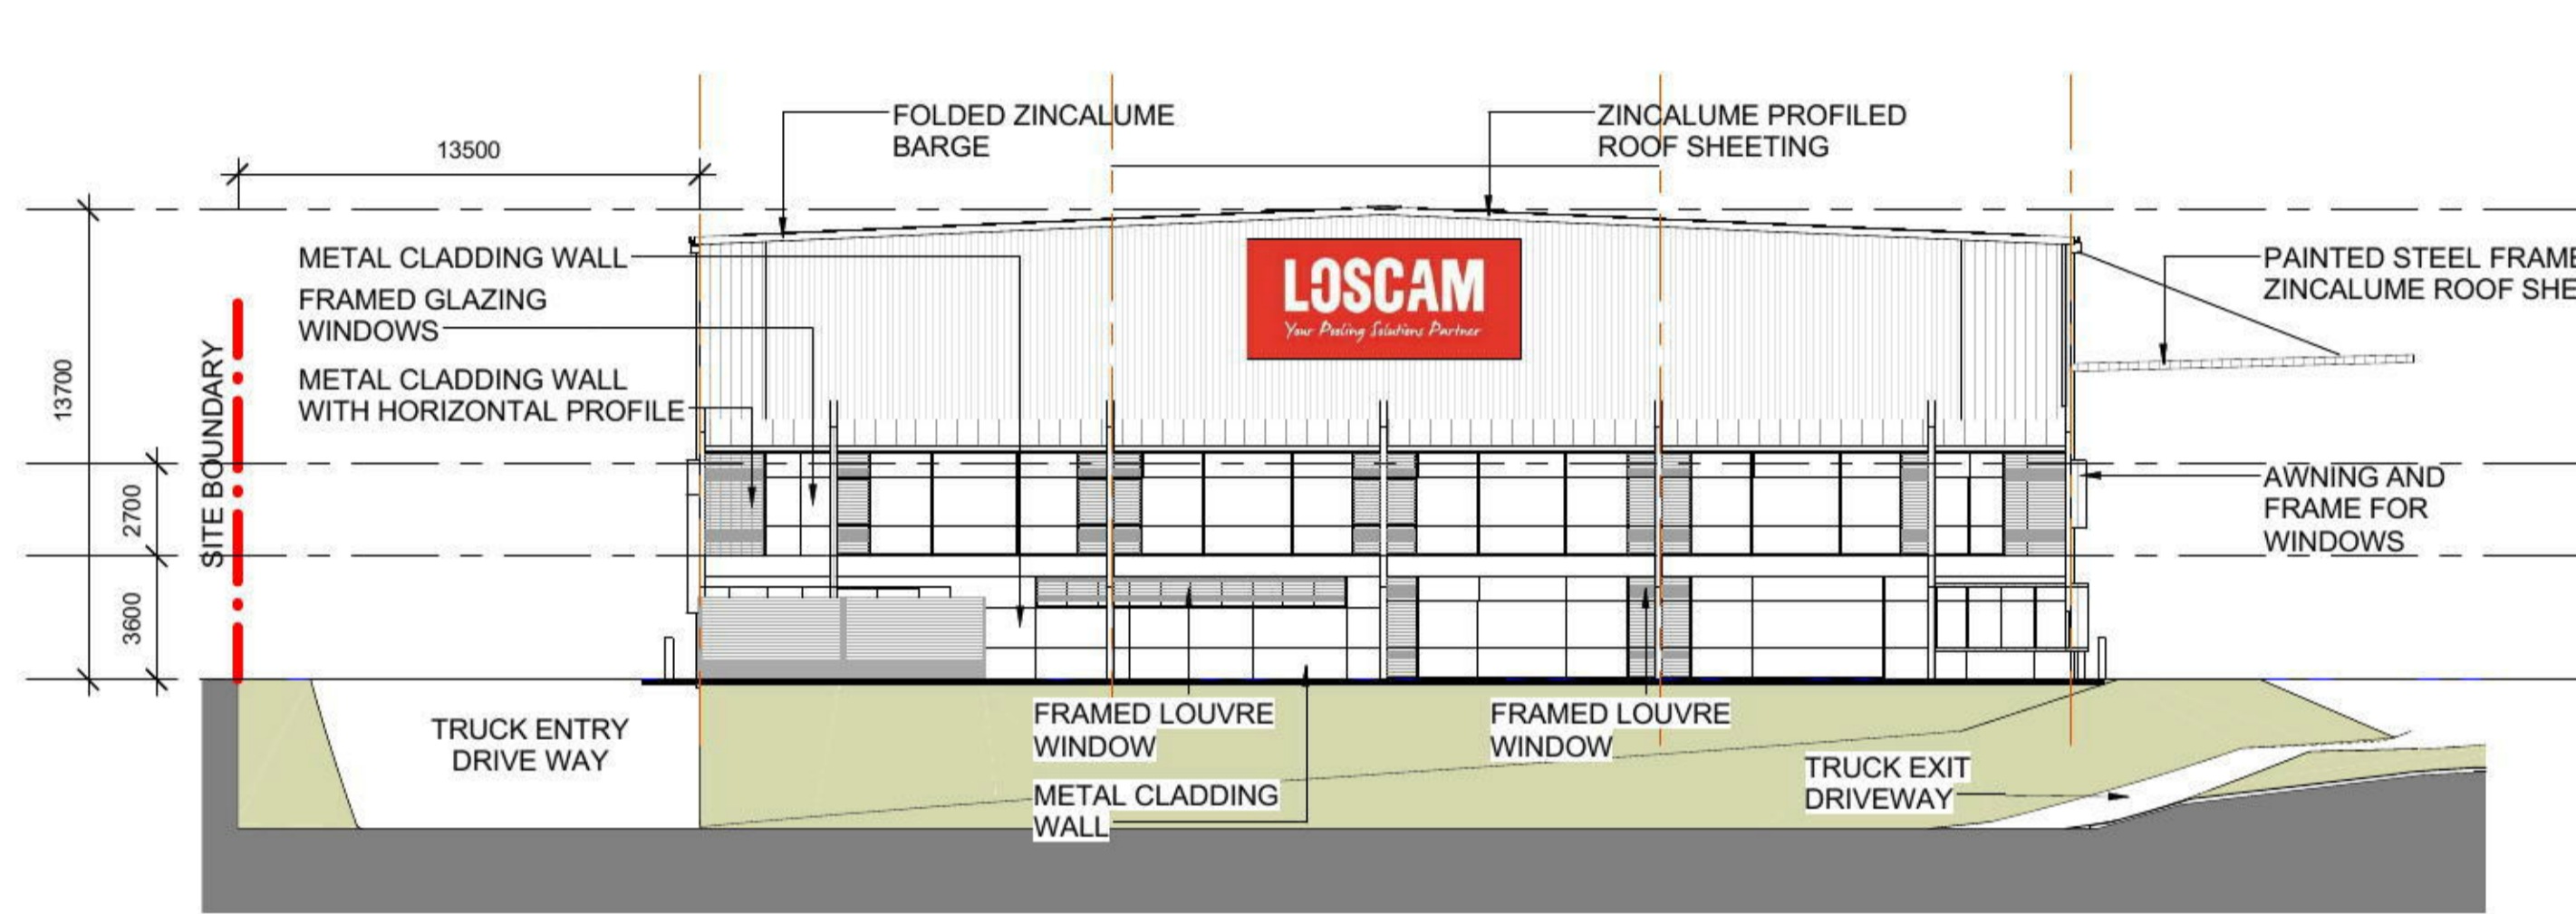 FOLDED ZINCALUME
BARGE
ZINCALUME PROFILED
ROOF SHEETING
13500
METAL CLADDING WALL
FRAMED GLAZING
WINDOWS
METAL CLADDING WALL
WITH HORIZONTAL PROFILE
LOSCAM
Your Pooling Solutions Partner
PAINTED STEEL FRAME
ZINCALUME ROOF SHE
13700
SITE BOUNDARY
2700
3600
AWNING AND
FRAME FOR
WINDOWS
TRUCK ENTRY
DRIVE WAY
FRAMED LOUVRE
WINDOW
FRAMED LOUVRE
WINDOW
METAL CLADDING
WALL
TRUCK EXIT
DRIVEWAY